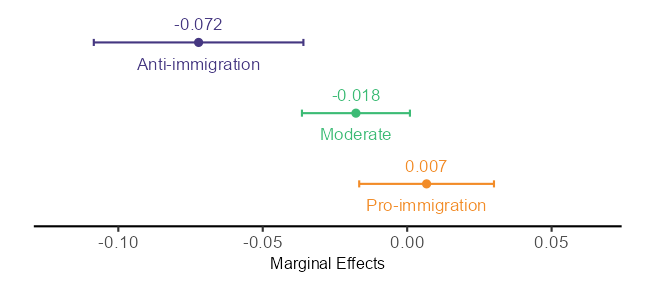 -0.072
Anti-immigration
-0.018
Moderate
0.007
Pro-immigration
-0.10 -0.05 0.00 0.05
Marginal Effects